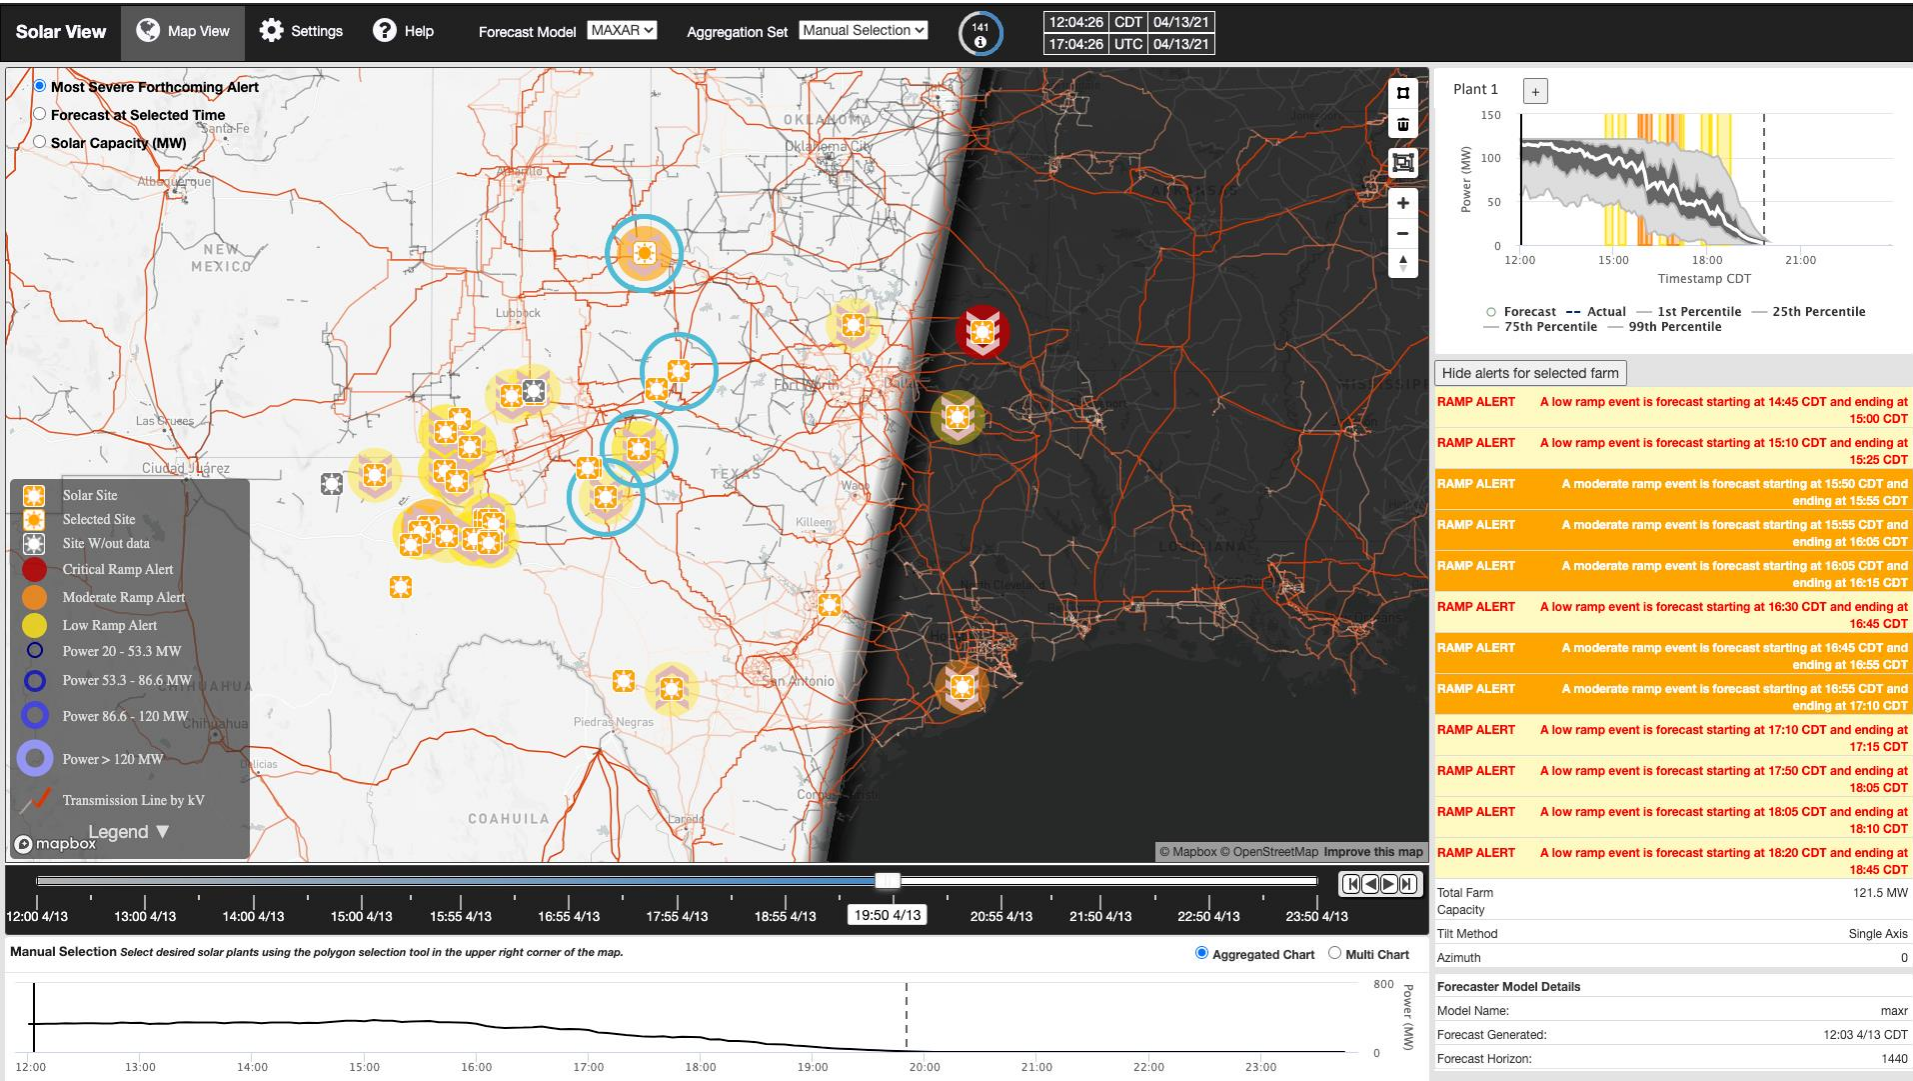 Solar View
Map View
Settings
Help
Forecast Model MAXAR
Aggregation Set Manual Selection
141
12:04:26 CDT 04/13/21
17:04:26 UTC 04/13/21
Most Severe Forthcoming Alert
Forecast at Selected Time
Solar Capacity (MW)
Santa Fe
Albuquerque
Amarillo
OKLAHOMA
Oklahoma City
Tulsa
ARKANSAS
NEW
MEXICO
Lubbock
Fort Worth
Dallas
MISSISSIPPI
Las Cruces
Ciudad Juárez
TEXAS
Waco
Killeen
LOUISIANA
North Cleveland
San Antonio
Piedras Negras
CHIHUAHUA
Chihuahua
Delicias
COAHUILA
Laredo
Corpus Christi
Solar Site
Selected Site
Site W/out data
Critical Ramp Alert
Moderate Ramp Alert
Low Ramp Alert
Power 20 - 53.3 MW
Power 53.3 - 86.6 MW
Power 86.6 - 120 MW
Power > 120 MW
Transmission Line by kV
Legend ▼
mapbox
© Mapbox © OpenStreetMap Improve this map
Plant 1
+
150
100
50
0
Power (MW)
12:00 15:00 18:00 21:00
Timestamp CDT
Forecast Actual 1st Percentile 25th Percentile
75th Percentile 99th Percentile
Hide alerts for selected farm
RAMP ALERT A low ramp event is forecast starting at 14:45 CDT and ending at
15:00 CDT
RAMP ALERT A low ramp event is forecast starting at 15:10 CDT and ending at
15:25 CDT
RAMP ALERT A moderate ramp event is forecast starting at 15:50 CDT and
ending at 15:55 CDT
RAMP ALERT A moderate ramp event is forecast starting at 15:55 CDT and
ending at 16:05 CDT
RAMP ALERT A moderate ramp event is forecast starting at 16:05 CDT and
ending at 16:15 CDT
RAMP ALERT A low ramp event is forecast starting at 16:30 CDT and ending at
16:45 CDT
RAMP ALERT A moderate ramp event is forecast starting at 16:45 CDT and
ending at 16:55 CDT
RAMP ALERT A moderate ramp event is forecast starting at 16:55 CDT and
ending at 17:10 CDT
RAMP ALERT A low ramp event is forecast starting at 17:10 CDT and ending at
17:15 CDT
RAMP ALERT A low ramp event is forecast starting at 17:50 CDT and ending at
18:05 CDT
RAMP ALERT A low ramp event is forecast starting at 18:05 CDT and ending at
18:10 CDT
RAMP ALERT A low ramp event is forecast starting at 18:20 CDT and ending at
18:45 CDT
Total Farm
Capacity
121.5 MW
Tilt Method Single Axis
Azimuth 0
Forecaster Model Details
Model Name: maxr
Forecast Generated: 12:03 4/13 CDT
Forecast Horizon: 1440
12:00 4/13 13:00 4/13 14:00 4/13 15:00 4/13 15:55 4/13 16:55 4/13 17:55 4/13 18:55 4/13 19:50 4/13 20:55 4/13 21:50 4/13 22:50 4/13 23:50 4/13
Manual Selection Select desired solar plants using the polygon selection tool in the upper right corner of the map.
Aggregated Chart Multi Chart
800
0
Power (MW)
12:00 13:00 14:00 15:00 16:00 17:00 18:00 19:00 20:00 21:00 22:00 23:00